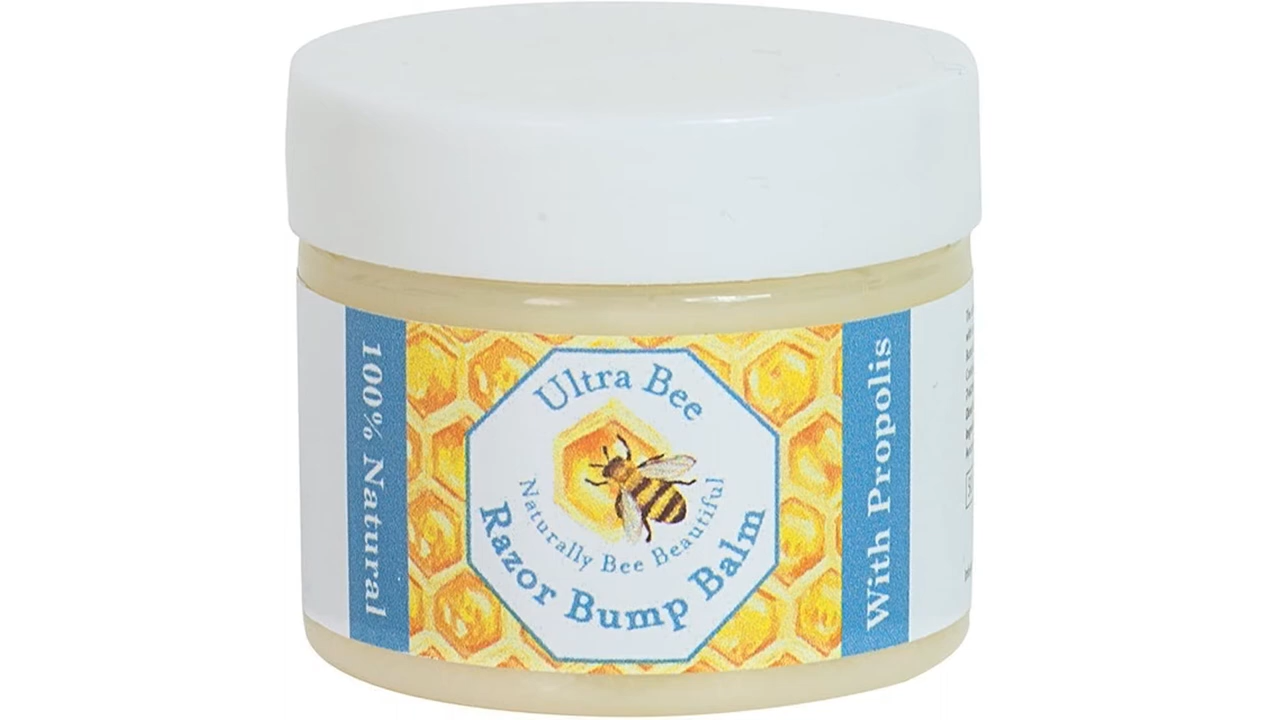 100% Natural
Ultra Bee
Naturally Bee Beautiful
Razor Bump Balm
With Propolis